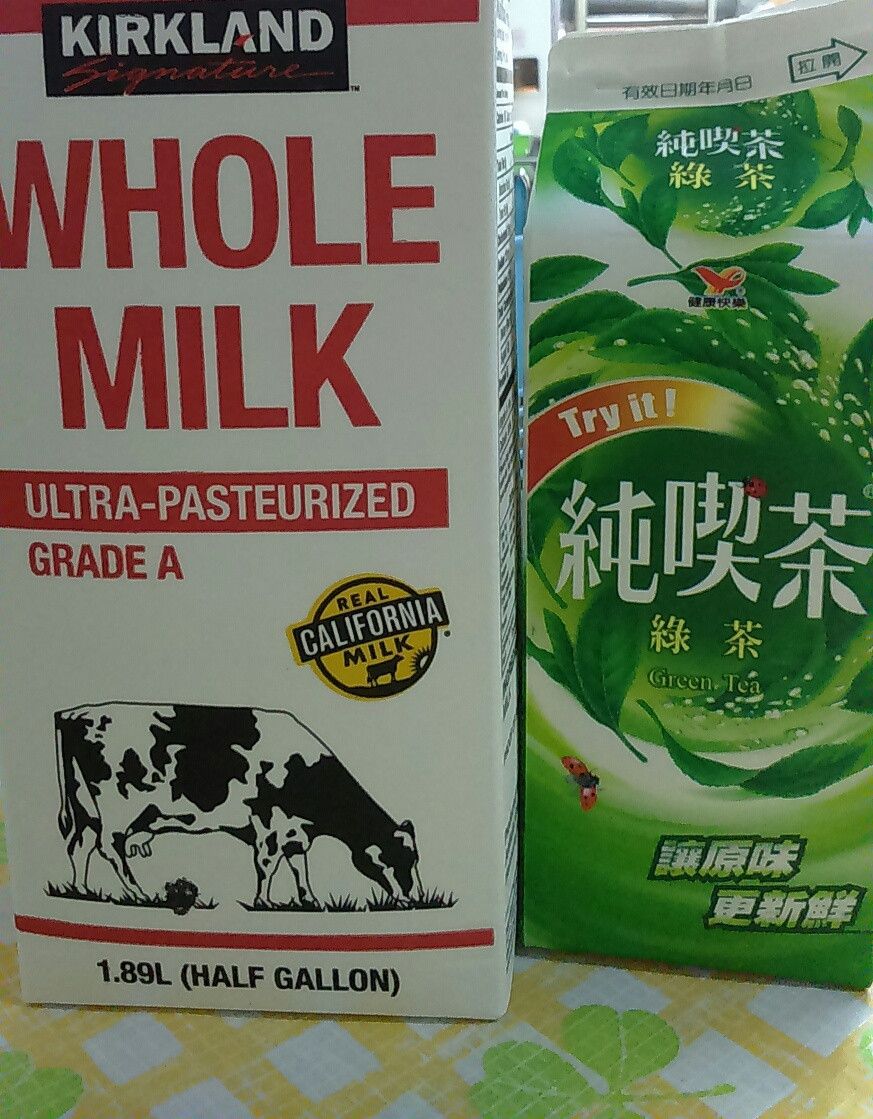 KIRKLAND
Signature
WHOLE
MILK
ULTRA-PASTEURIZED
GRADE A
REAL
CALIFORNIA
MILK
1.89L (HALF GALLON)
拉開
有效日期年月日
純喫茶
綠茶
健康快樂
Try it!
純喫茶
綠茶
Green Tea
讓原味
更新鮮